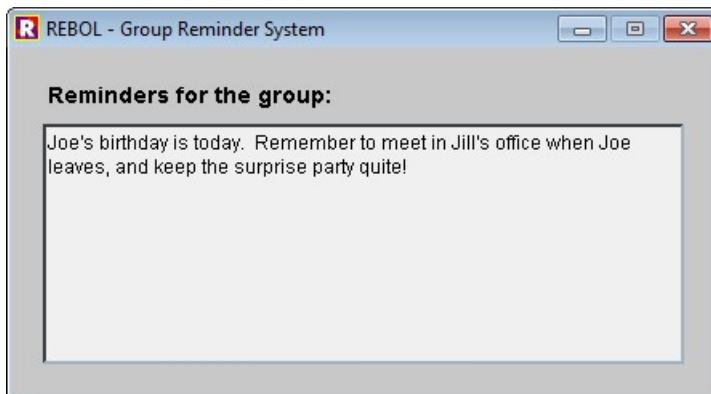 R REBOL - Group Reminder System
Reminders for the group:
Joe's birthday is today.  Remember to meet in Jill's office when Joe
leaves, and keep the surprise party quite!